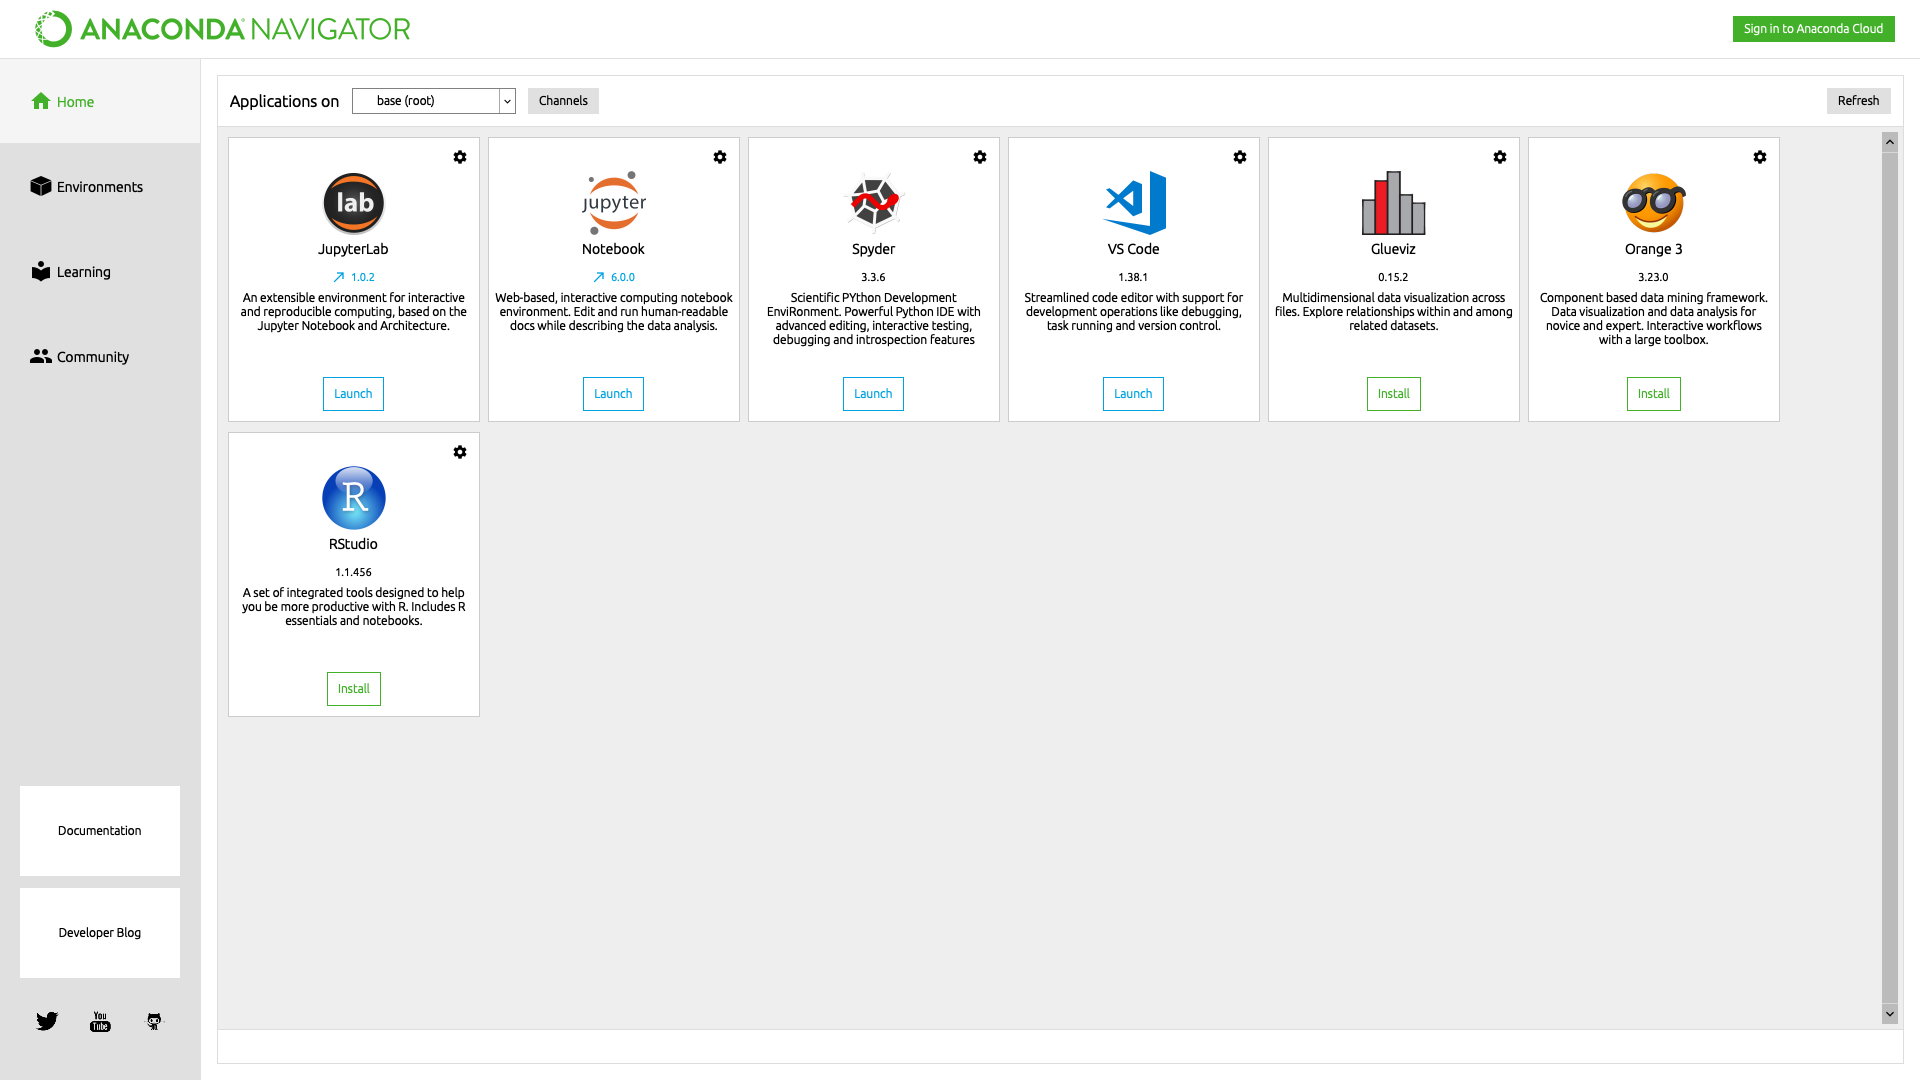 ANACONDA NAVIGATOR
Sign in to Anaconda Cloud
Home
Environments
Learning
Community
Documentation
Developer Blog
You
Tube
Applications on
base (root)
Channels
Refresh
lab
JupyterLab
1.0.2
An extensible environment for interactive
and reproducible computing, based on the
Jupyter Notebook and Architecture.
Launch
jupyter
Notebook
6.0.0
Web-based, interactive computing notebook
environment. Edit and run human-readable
docs while describing the data analysis.
Launch
Spyder
3.3.6
Scientific PYthon Development
EnviRonment. Powerful Python IDE with
advanced editing, interactive testing,
debugging and introspection features
Launch
VS Code
1.38.1
Streamlined code editor with support for
development operations like debugging,
task running and version control.
Launch
Glueviz
0.15.2
Multidimensional data visualization across
files. Explore relationships within and among
related datasets.
Install
Orange 3
3.23.0
Component based data mining framework.
Data visualization and data analysis for
novice and expert. Interactive workflows
with a large toolbox.
Install
R
RStudio
1.1.456
A set of integrated tools designed to help
you be more productive with R. Includes R
essentials and notebooks.
Install